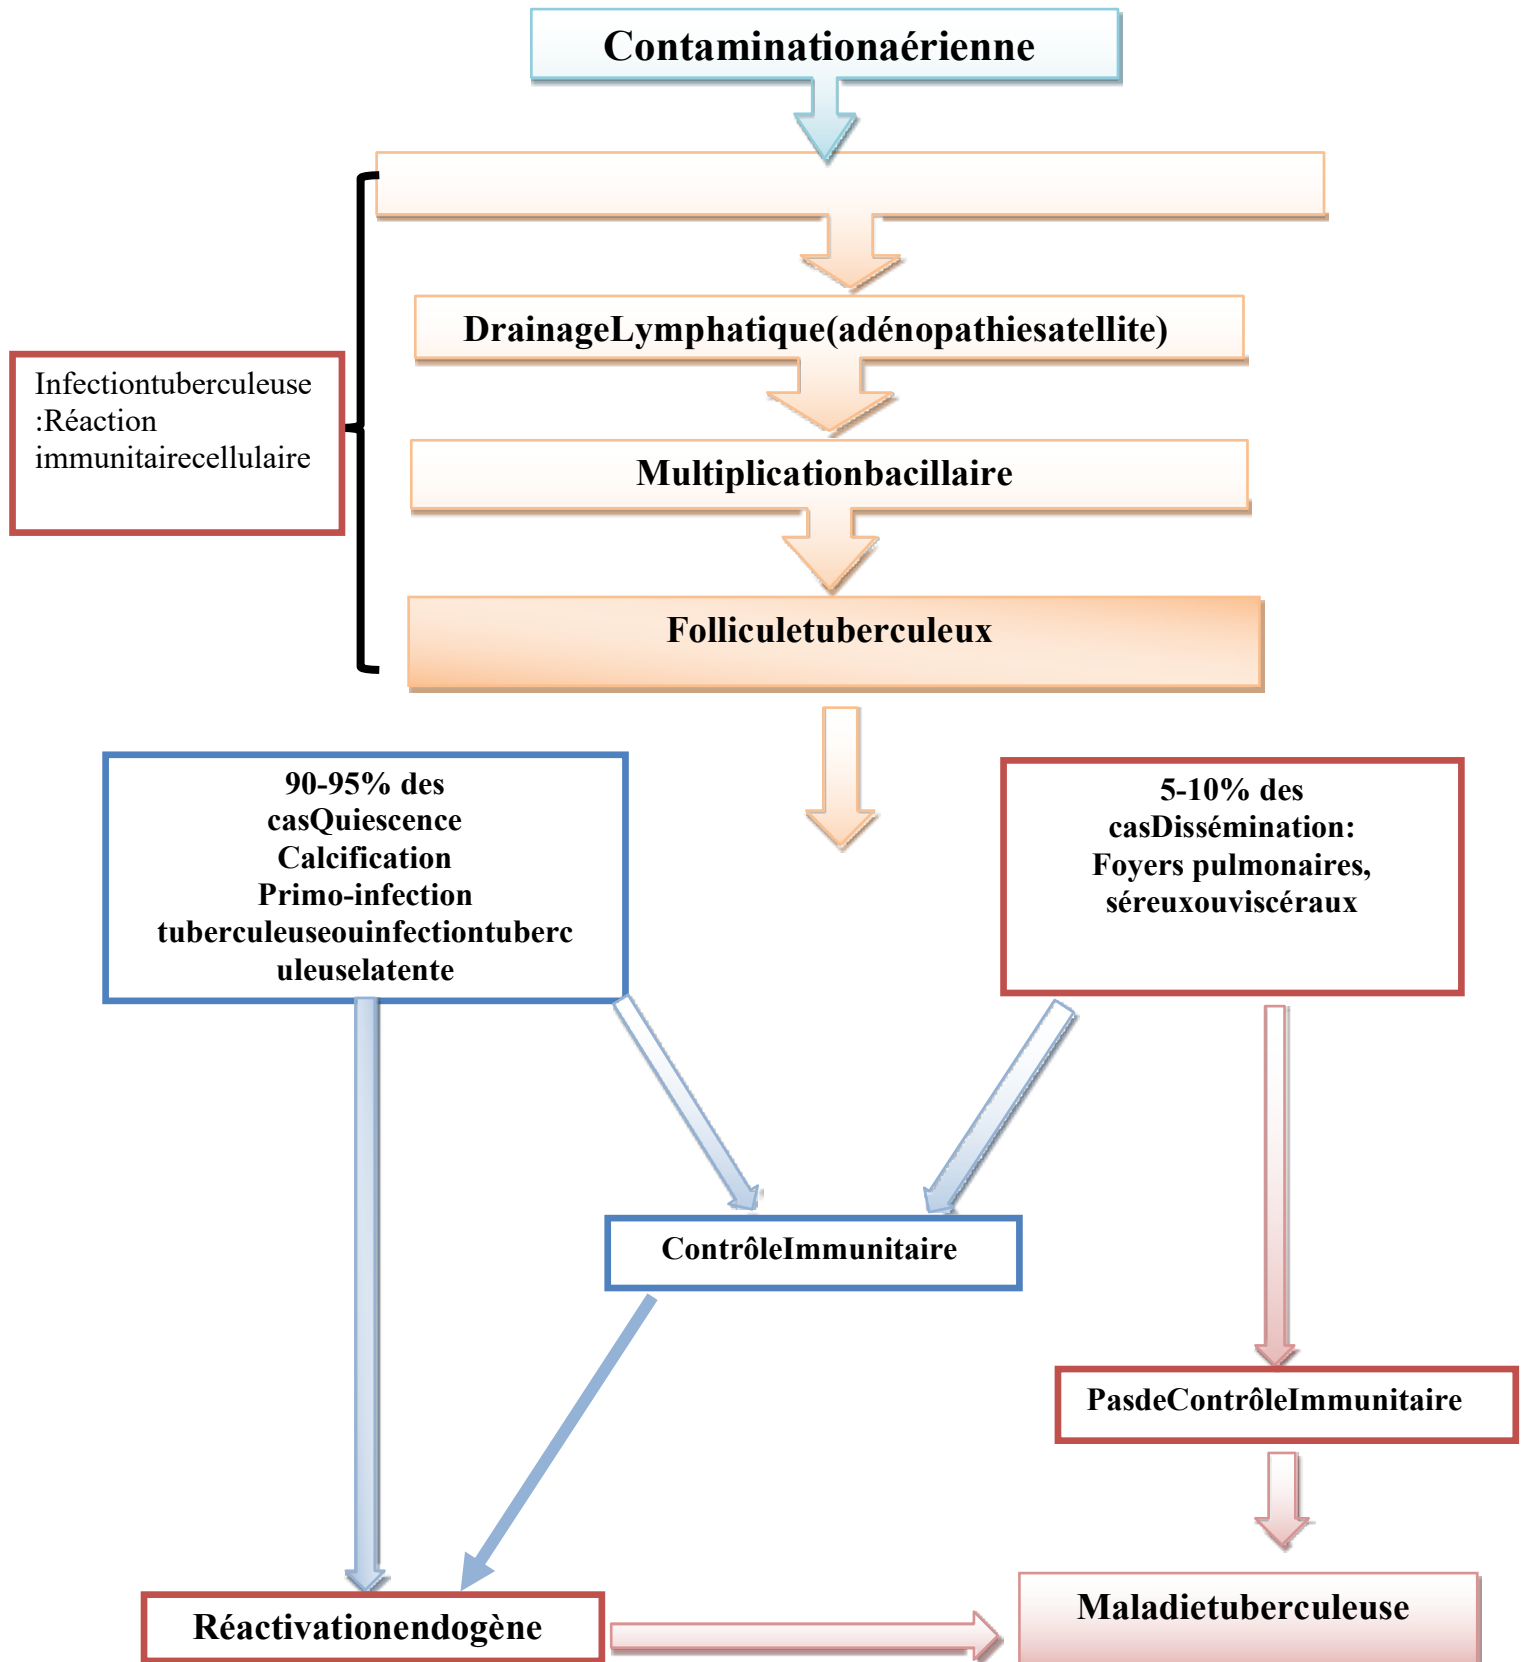 Contaminationaérienne
DrainageLymphatique(adénopathiesatellite)
Infectiontuberculeuse
:Réaction
immunitairecellulaire
Multiplicationbacillaire
Folliculetuberculeux
90-95% des
casQuiescence
Calcification
Primo-infection
tuberculeuseouinfectiontuberc
uleuselatente
5-10% des
casDissémination:
Foyers pulmonaires,
séreuxouviscéraux
ContrôleImmunitaire
PasdeContrôleImmunitaire
Réactivationendogène
Maladietuberculeuse